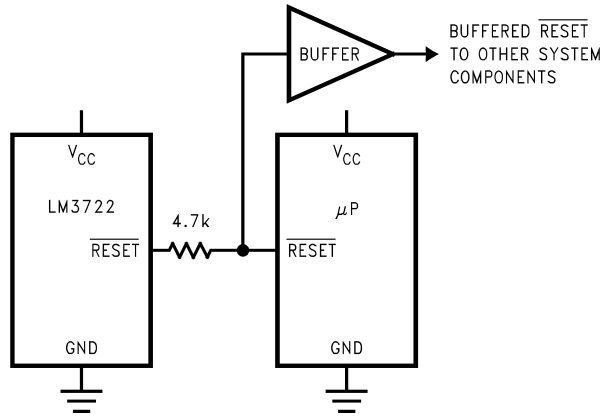 BUFFER
BUFFERED RESET
TO OTHER SYSTEM
COMPONENTS
VCC
LM3722
RESET
GND
4.7k
VCC
μP
RESET
GND